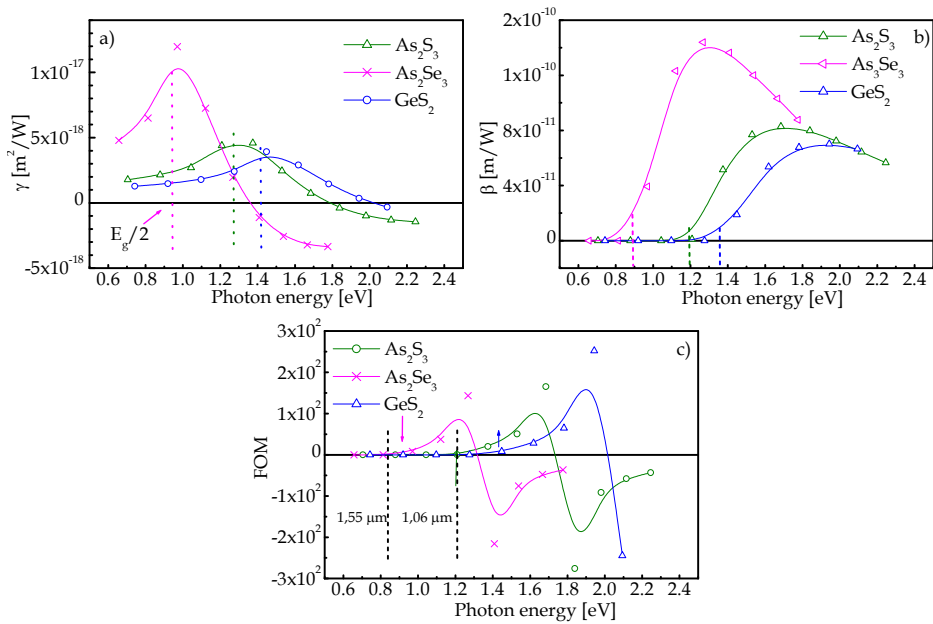 a)
As₂S₃
As₂Se₃
GeS₂
1x10⁻¹⁷
5x10⁻¹⁸
0
-5x10⁻¹⁸
γ [m²/W]
E_g/2
0.6 0.8 1.0 1.2 1.4 1.6 1.8 2.0 2.2 2.4
Photon energy [eV]
b)
As₂S₃
As₃Se₃
GeS₂
2x10⁻¹⁰
1x10⁻¹⁰
8x10⁻¹¹
4x10⁻¹¹
0
β [m/W]
0.6 0.8 1.0 1.2 1.4 1.6 1.8 2.0 2.2 2.4
Photon energy [eV]
c)
As₂S₃
As₂Se₃
GeS₂
3x10²
2x10²
1x10²
0
-1x10²
-2x10²
-3x10²
FOM
1,55 μm
1,06 μm
0.6 0.8 1.0 1.2 1.4 1.6 1.8 2.0 2.2 2.4
Photon energy [eV]